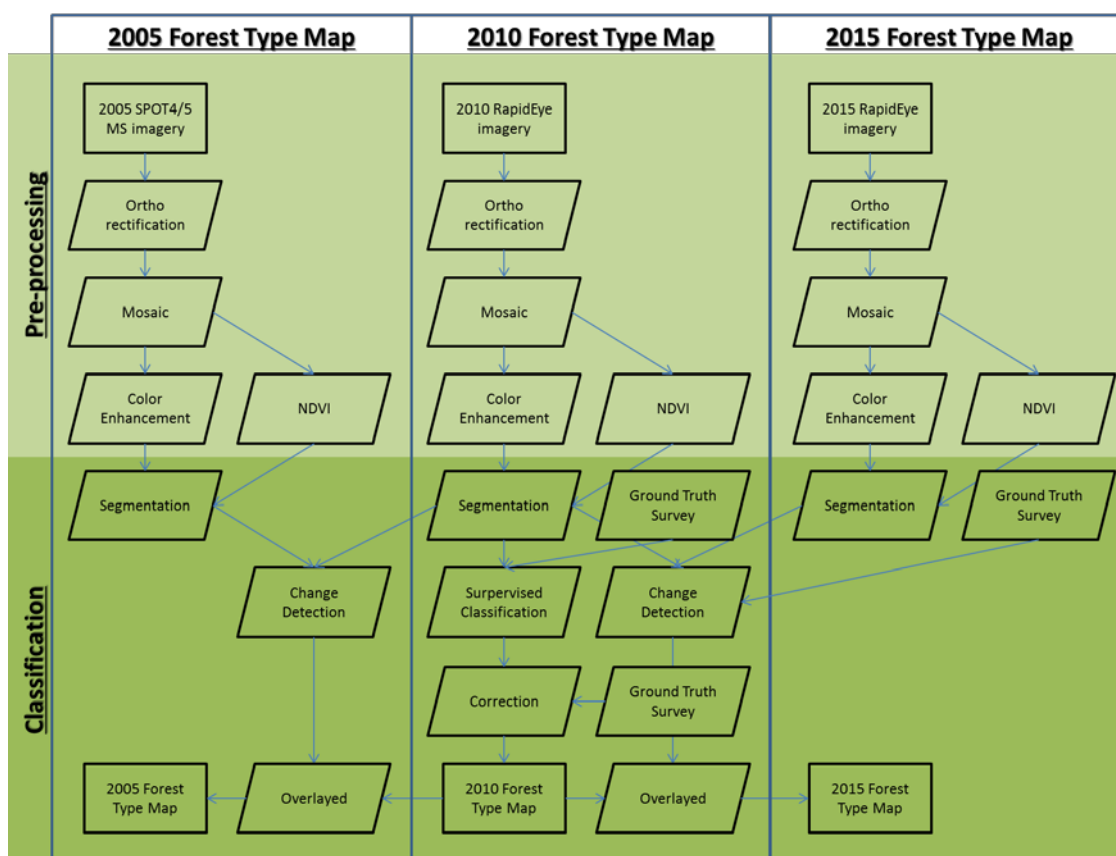 2005 Forest Type Map
2010 Forest Type Map
2015 Forest Type Map
Pre-processing
2005 SPOT4/5
MS imagery
2010 RapidEye
imagery
2015 RapidEye
imagery
Ortho
rectification
Ortho
rectification
Ortho
rectification
Mosaic
Mosaic
Mosaic
Color
Enhancement
NDVI
Color
Enhancement
NDVI
Color
Enhancement
NDVI
Classification
Segmentation
Segmentation
Ground Truth
Survey
Segmentation
Ground Truth
Survey
Change
Detection
Surpervised
Classification
Change
Detection
Correction
Ground Truth
Survey
2005 Forest
Type Map
Overlayed
2010 Forest
Type Map
Overlayed
2015 Forest
Type Map